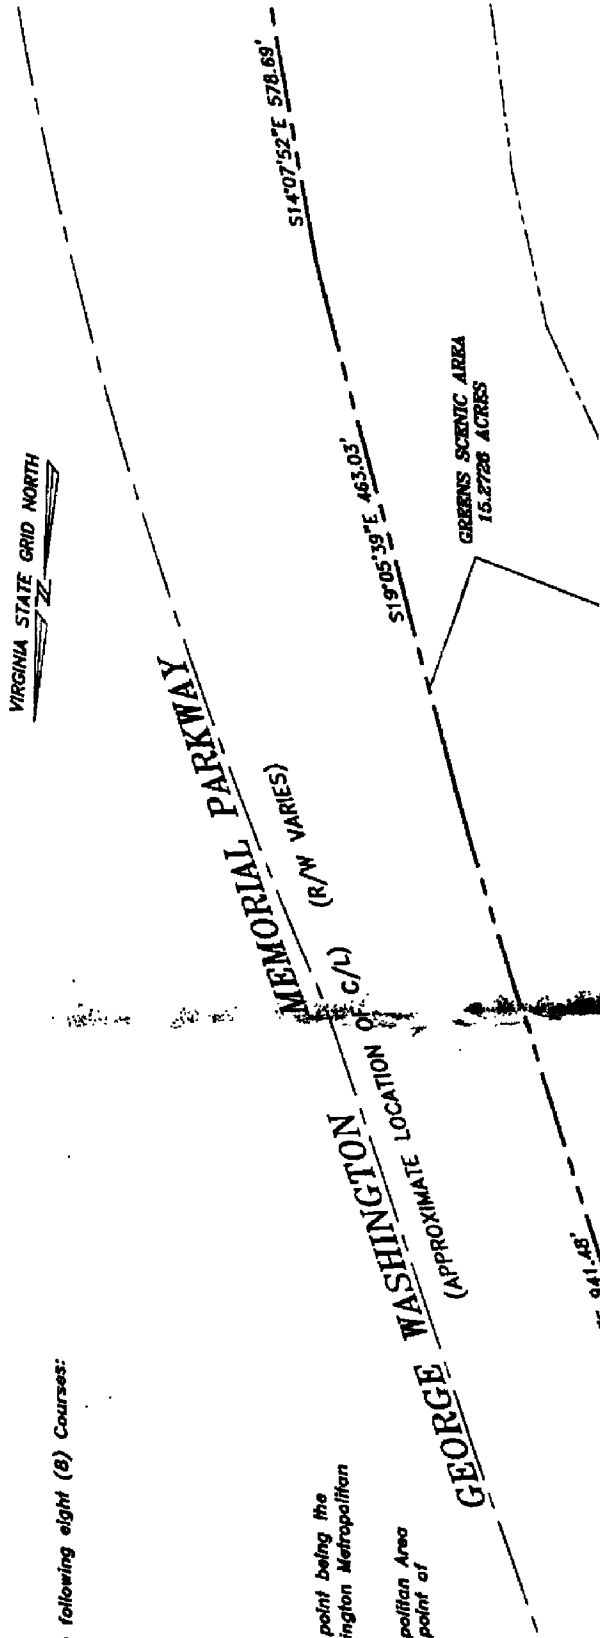 VIRGINIA STATE GRID NORTH
N
S14°07'52"E 578.69'
S19°05'39"E 463.03'
GREENS SCENIC AREA
15.2726 ACRES
GEORGE WASHINGTON MEMORIAL PARKWAY
(APPROXIMATE LOCATION OF C/L) (R/W VARIES)
941.48'
following eight (8) Courses:
point being the
ington Metropolitan
politan Area
point of